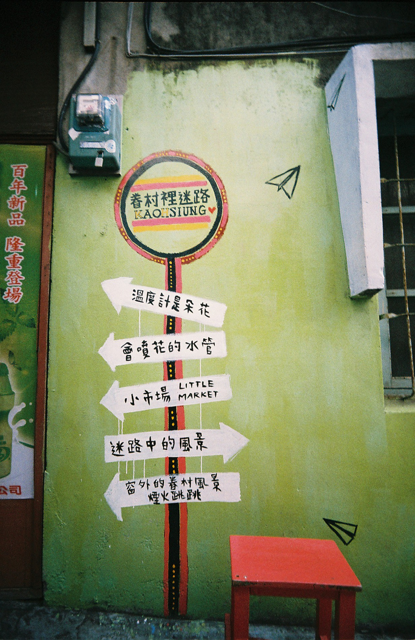 百年新品 隆重登場
公司
眷村裡迷路
KAOHSIUNG
溫度計是朵花
會噴花的水管
小市場 LITTLE
MARKET
迷路中的風景
窗外的眷村風景
煙火跳跳